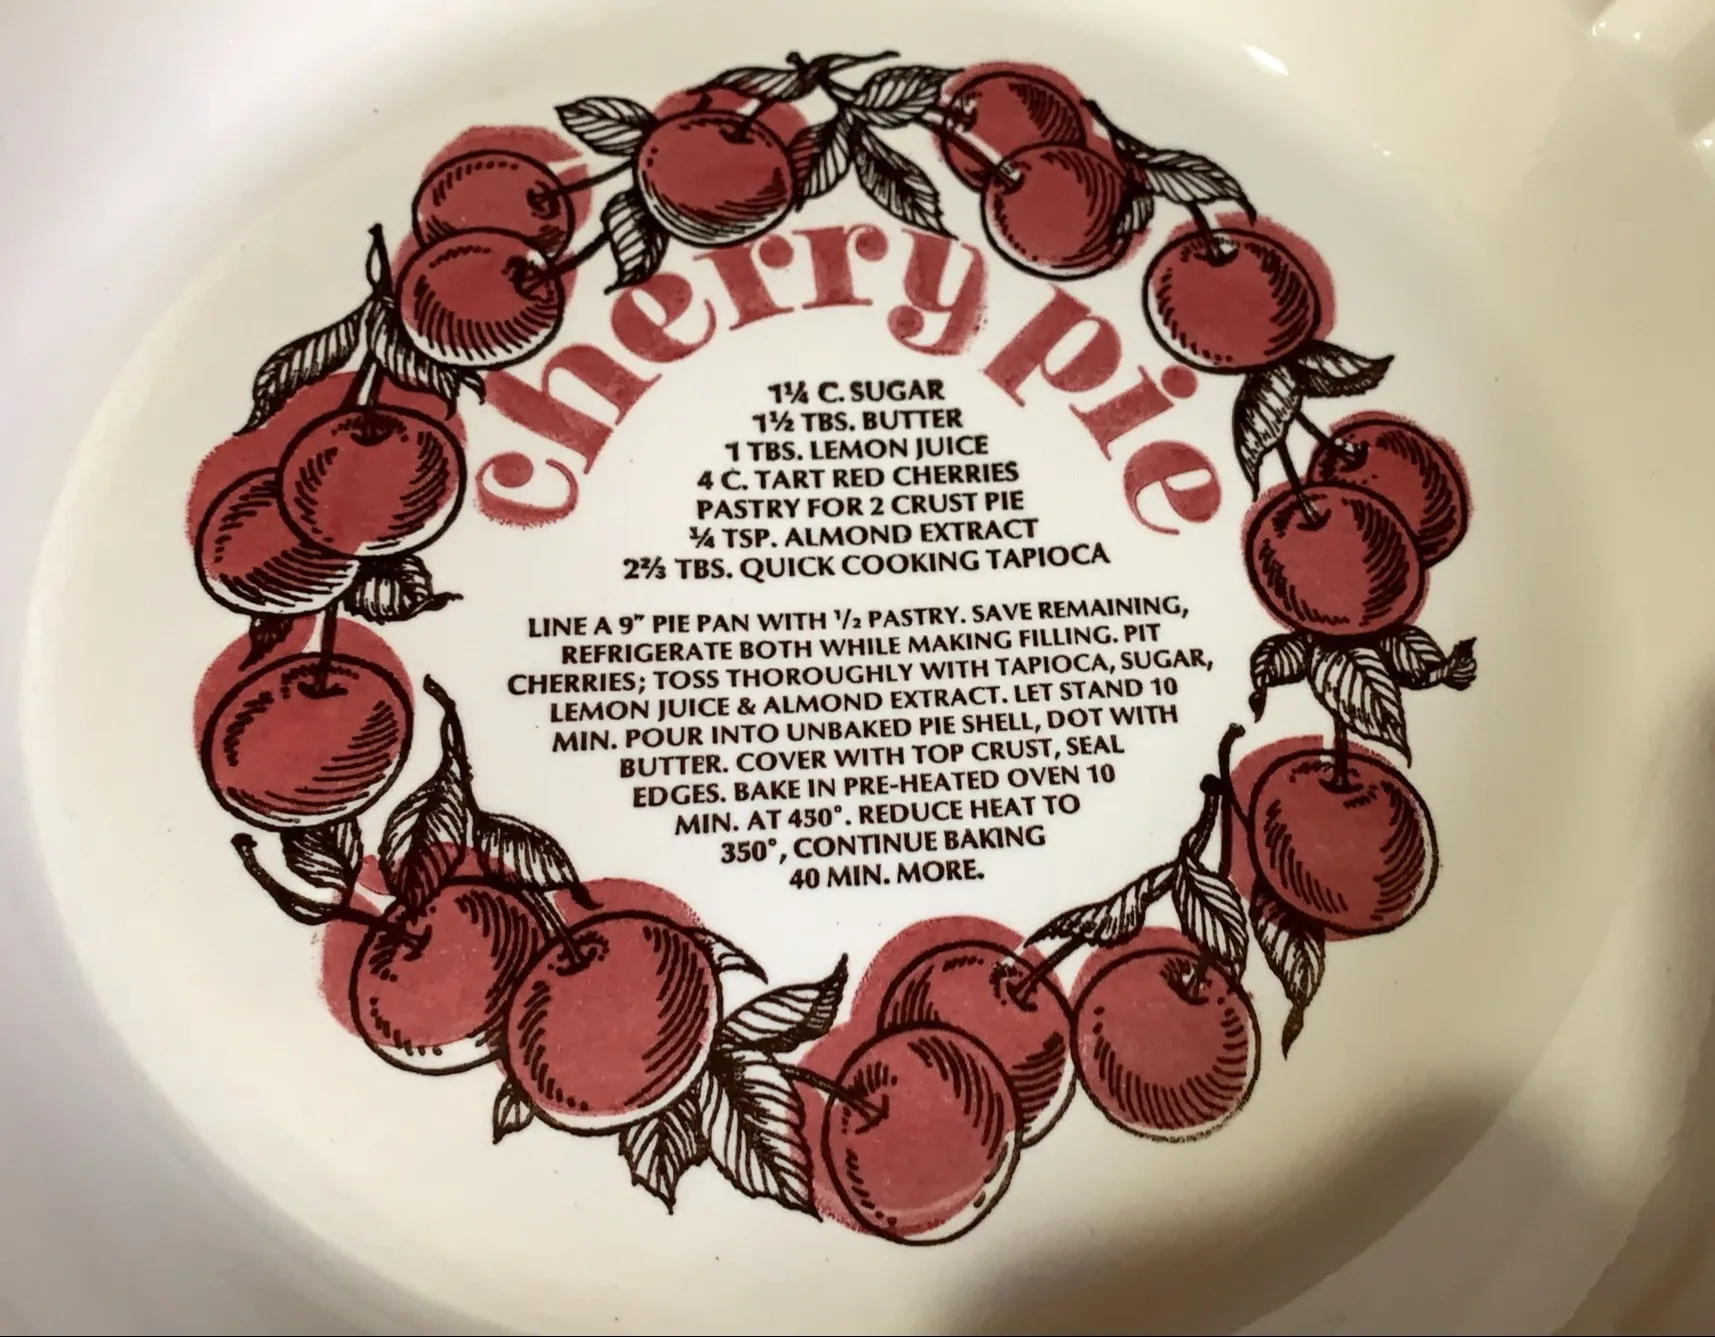 cherry pie
1¼ C. SUGAR
1½ TBS. BUTTER
1 TBS. LEMON JUICE
4 C. TART RED CHERRIES
PASTRY FOR 2 CRUST PIE
¼ TSP. ALMOND EXTRACT
2⅔ TBS. QUICK COOKING TAPIOCA
LINE A 9" PIE PAN WITH 1/2 PASTRY. SAVE REMAINING,
REFRIGERATE BOTH WHILE MAKING FILLING. PIT
CHERRIES; TOSS THOROUGHLY WITH TAPIOCA, SUGAR,
LEMON JUICE & ALMOND EXTRACT. LET STAND 10
MIN. POUR INTO UNBAKED PIE SHELL, DOT WITH
BUTTER. COVER WITH TOP CRUST, SEAL
EDGES. BAKE IN PRE-HEATED OVEN 10
MIN. AT 450°. REDUCE HEAT TO
350°, CONTINUE BAKING
40 MIN. MORE.